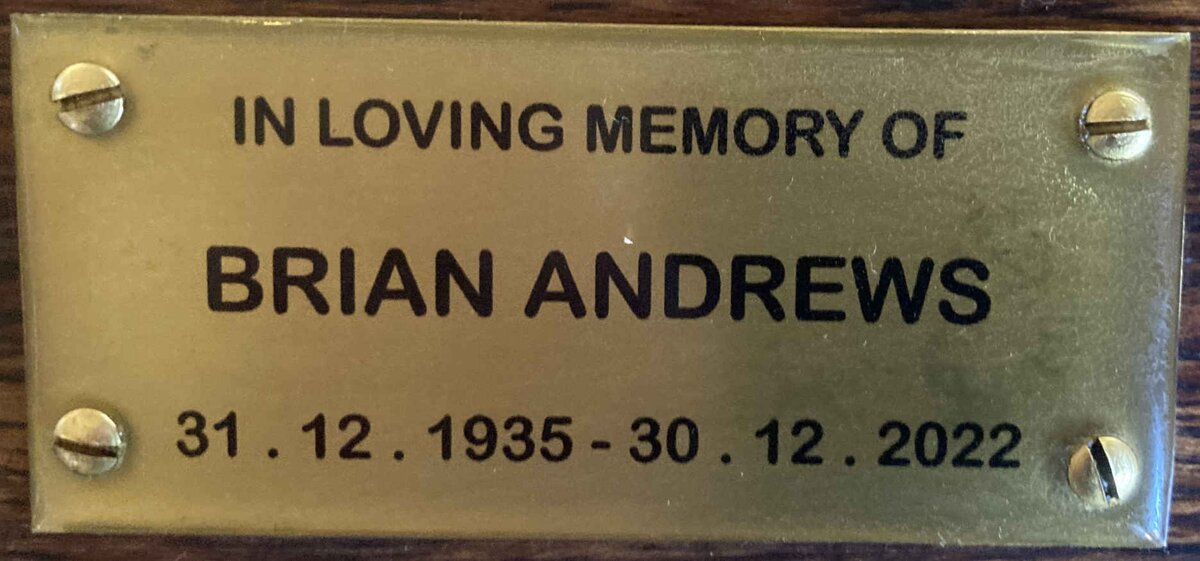 IN LOVING MEMORY OF
BRIAN ANDREWS
31 . 12 . 1935 - 30 . 12 . 2022